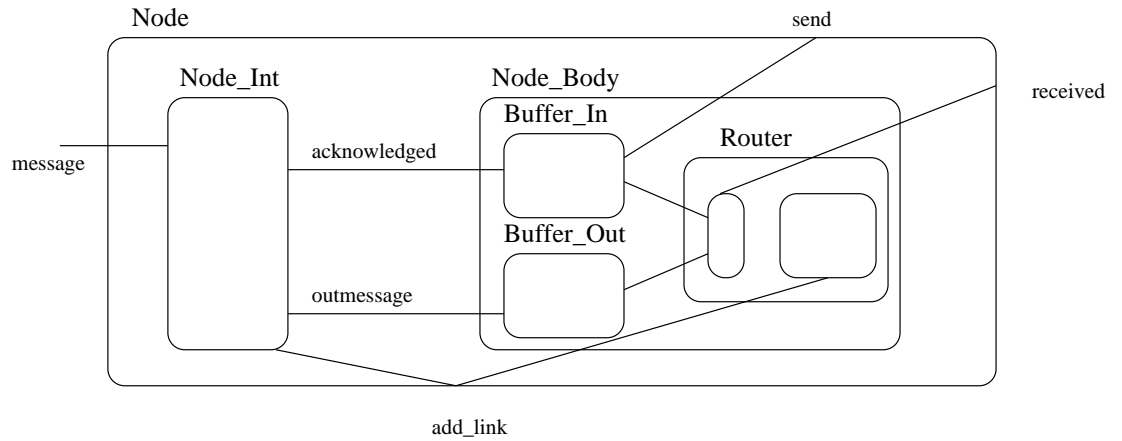 Node
send
Node_Int
Node_Body
received
Buffer_In
message
acknowledged
Router
Buffer_Out
outmessage
add_link